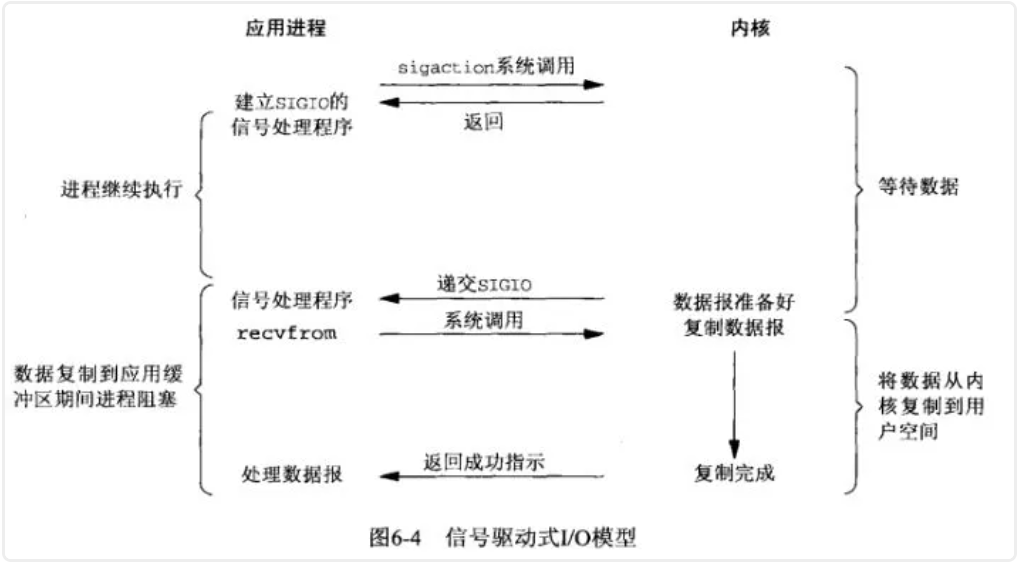 应用进程
内核
sigaction系统调用
建立SIGIO的
信号处理程序
返回
进程继续执行
等待数据
递交SIGIO
信号处理程序
数据报准备好
系统调用
recvfrom
复制数据报
数据复制到应用缓
冲区期间进程阻塞
将数据从内
核复制到用
户空间
返回成功指示
处理数据报
复制完成
图6-4 信号驱动式I/O模型